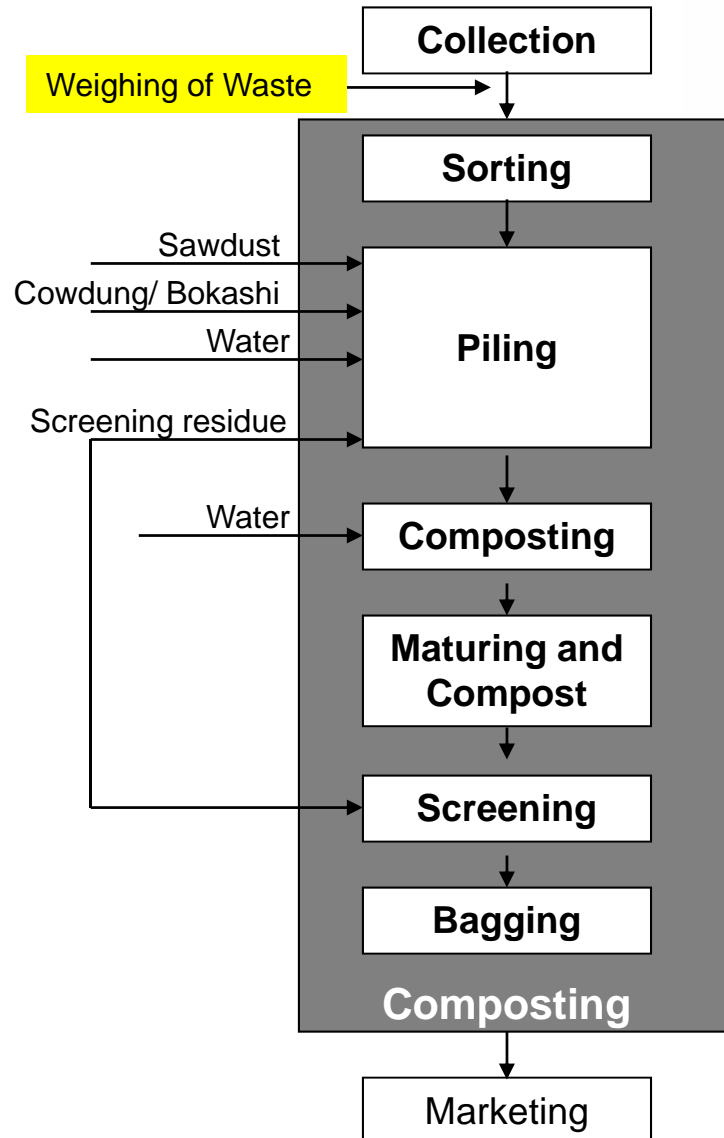 Collection
Weighing of Waste
Sorting
Sawdust
Cowdung/ Bokashi
Water
Piling
Screening residue
Water
Composting
Maturing and
Compost
Screening
Bagging
Composting
Marketing